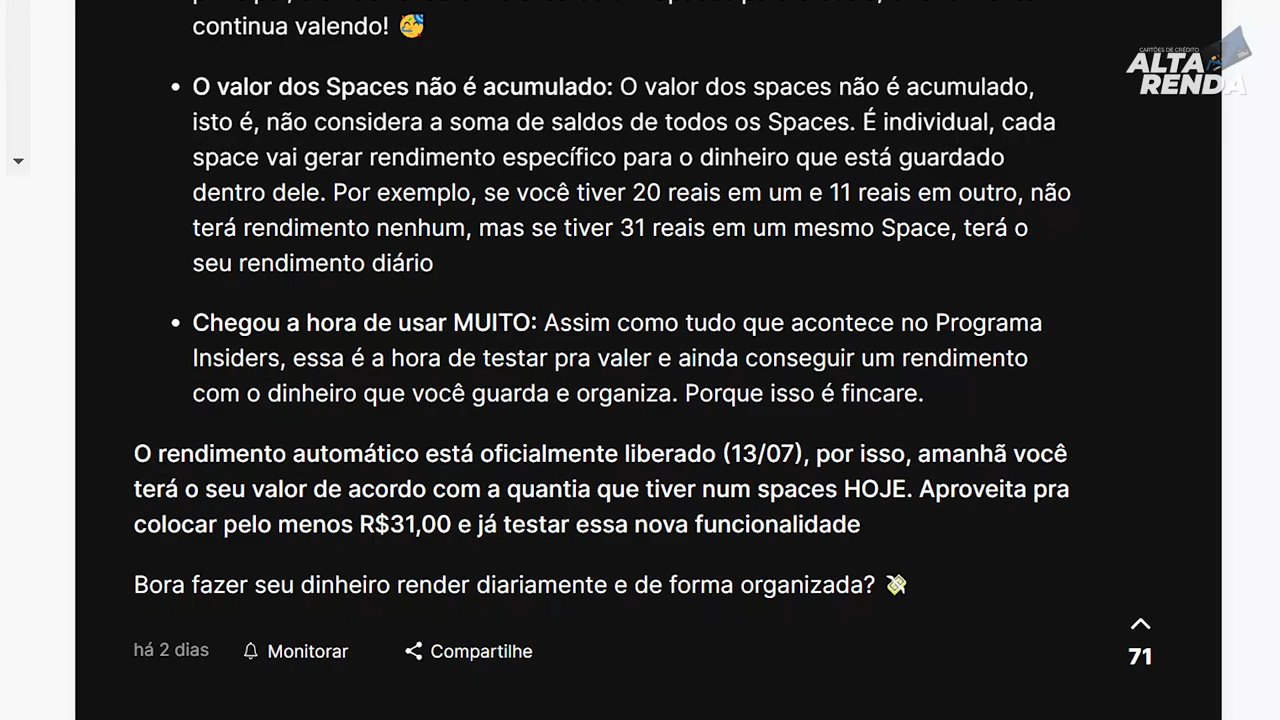 continua valendo! 🥳
CARTÕES DE CRÉDITO
ALTA
RENDA
• O valor dos Spaces não é acumulado: O valor dos spaces não é acumulado,
isto é, não considera a soma de saldos de todos os Spaces. É individual, cada
space vai gerar rendimento específico para o dinheiro que está guardado
dentro dele. Por exemplo, se você tiver 20 reais em um e 11 reais em outro, não
terá rendimento nenhum, mas se tiver 31 reais em um mesmo Space, terá o
seu rendimento diário
• Chegou a hora de usar MUITO: Assim como tudo que acontece no Programa
Insiders, essa é a hora de testar pra valer e ainda conseguir um rendimento
com o dinheiro que você guarda e organiza. Porque isso é fincare.
O rendimento automático está oficialmente liberado (13/07), por isso, amanhã você
terá o seu valor de acordo com a quantia que tiver num spaces HOJE. Aproveita pra
colocar pelo menos R$31,00 e já testar essa nova funcionalidade
Bora fazer seu dinheiro render diariamente e de forma organizada? 💸
há 2 dias Monitorar Compartilhe
71